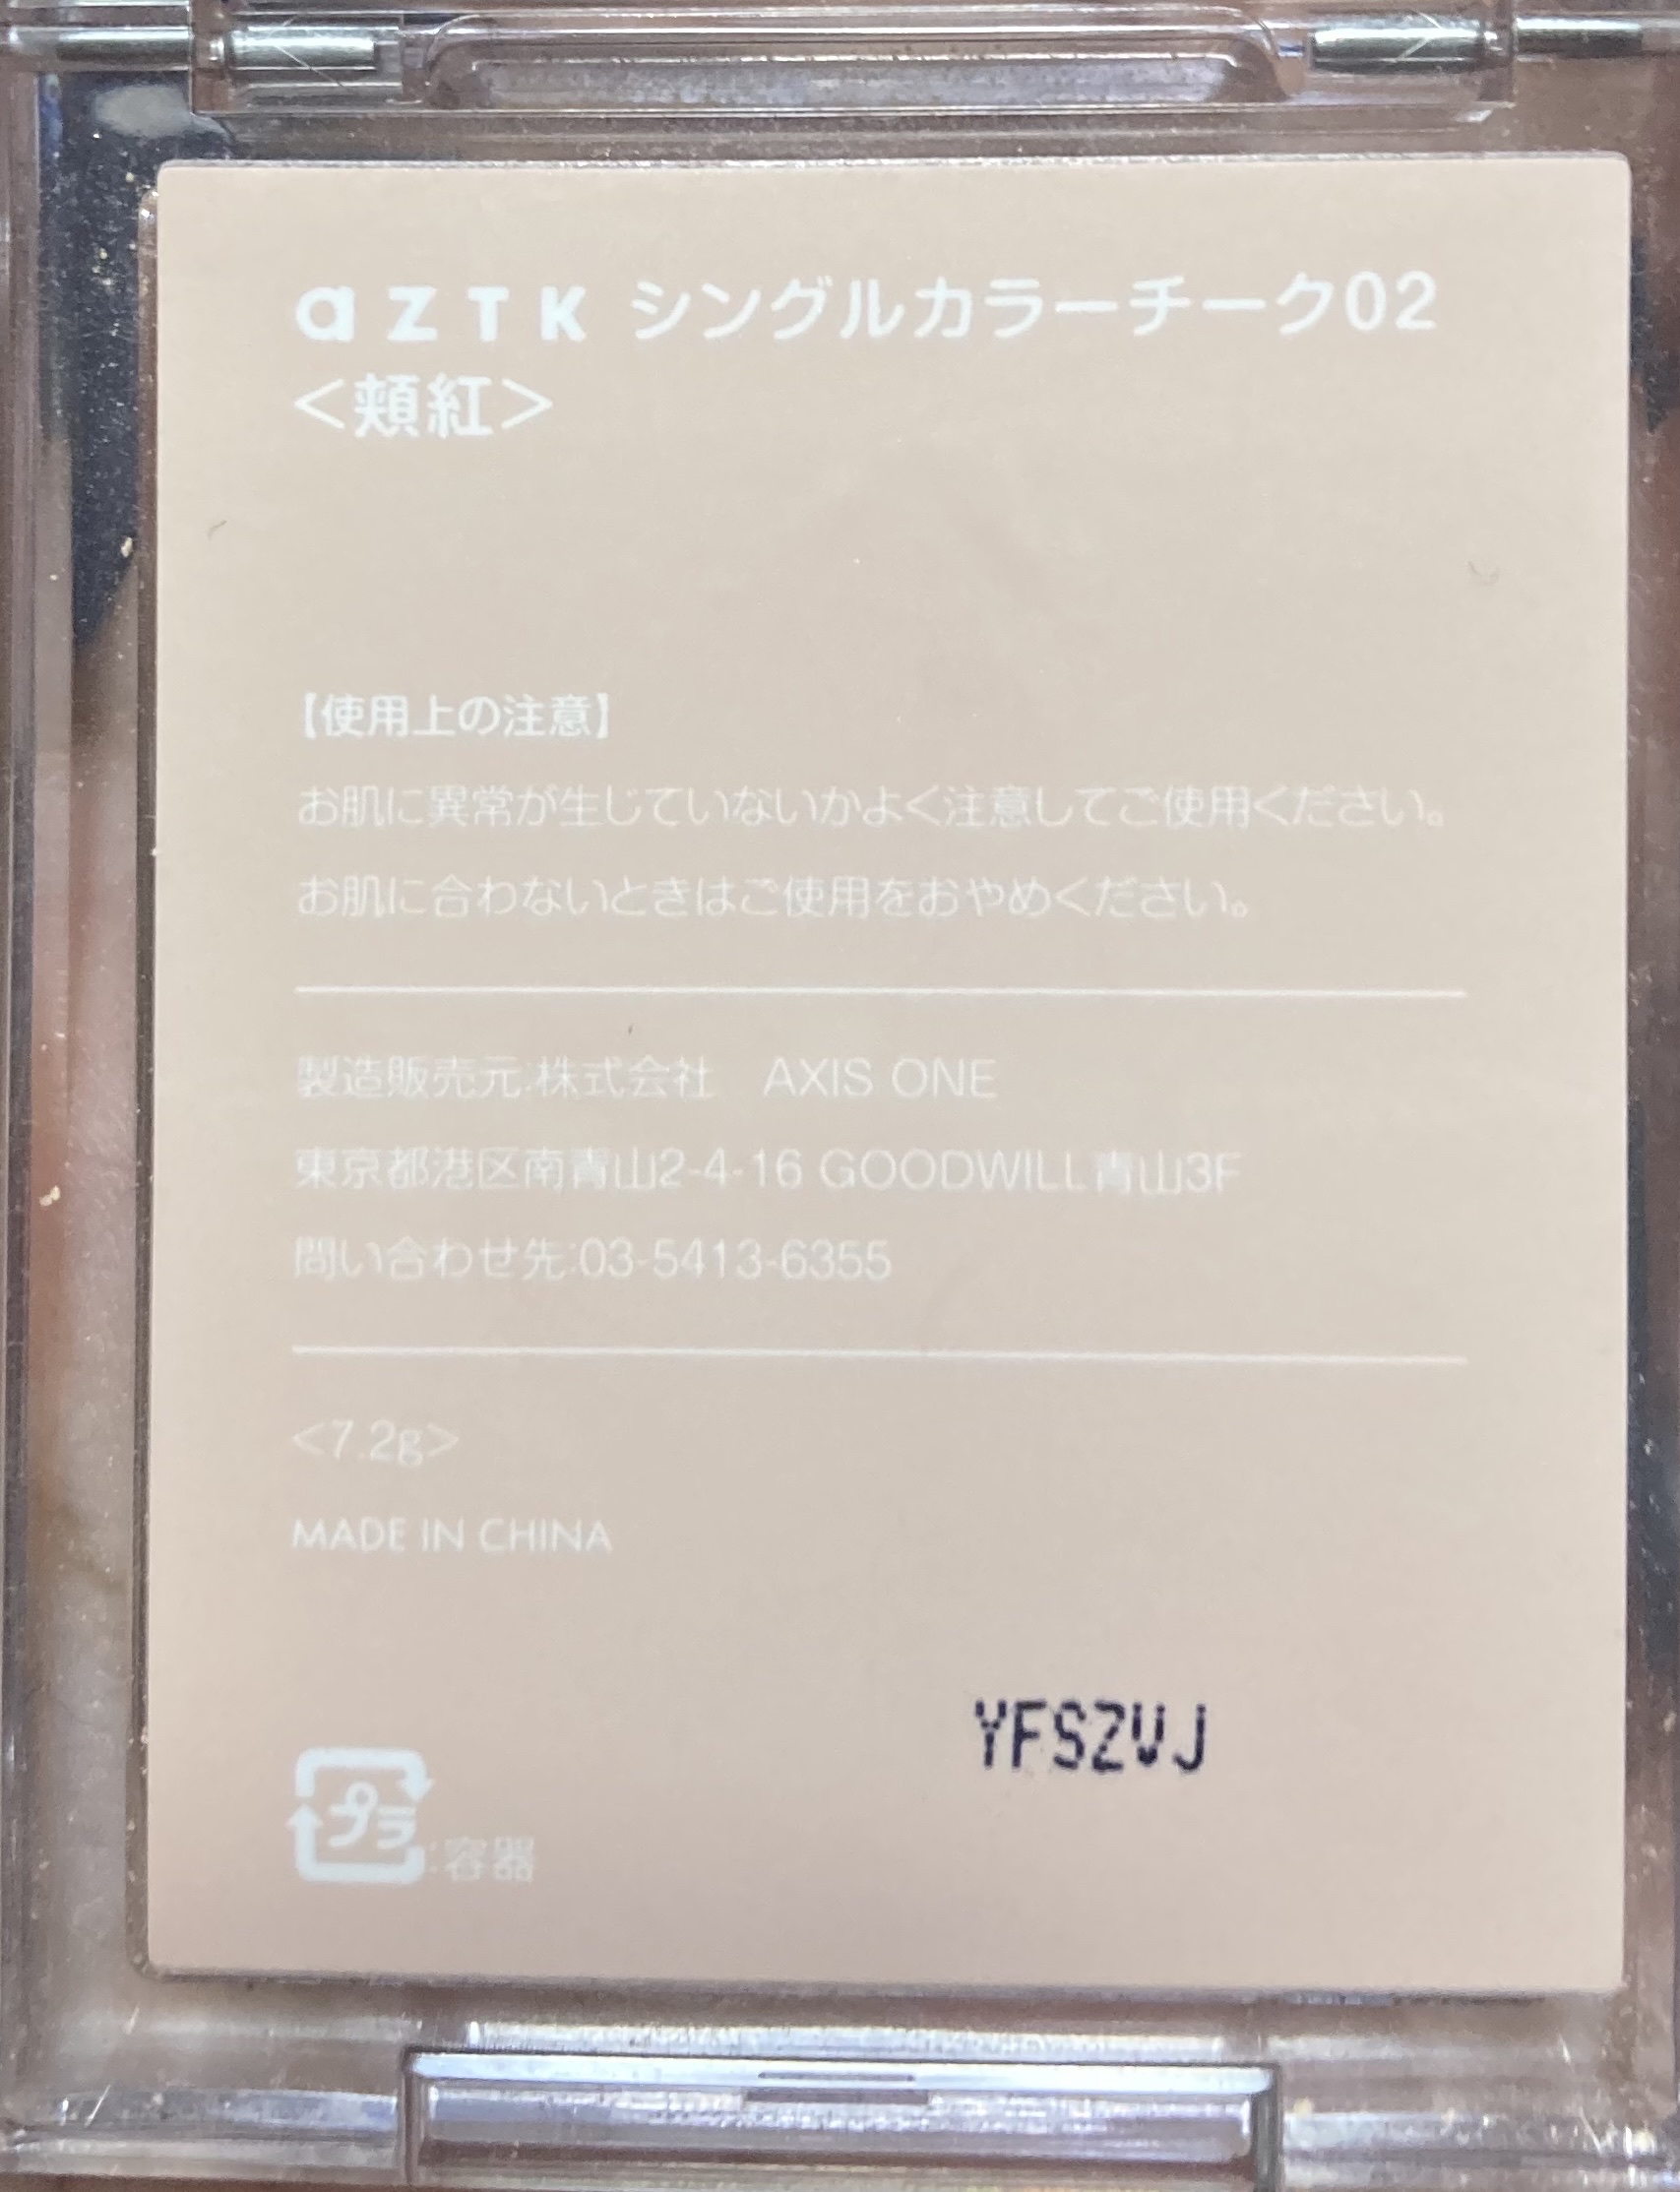 aZTK シングルカラーチーク02
＜頬紅＞
【使用上の注意】
お肌に異常が生じていないかよく注意してご使用ください。
お肌に合わないときはご使用をおやめください。
製造販売元:株式会社　AXIS ONE
東京都港区南青山2-4-16 GOODWILL青山3F
問い合わせ先:03-5413-6355
<7.2g>
MADE IN CHINA
YFSZVJ
プラ:容器